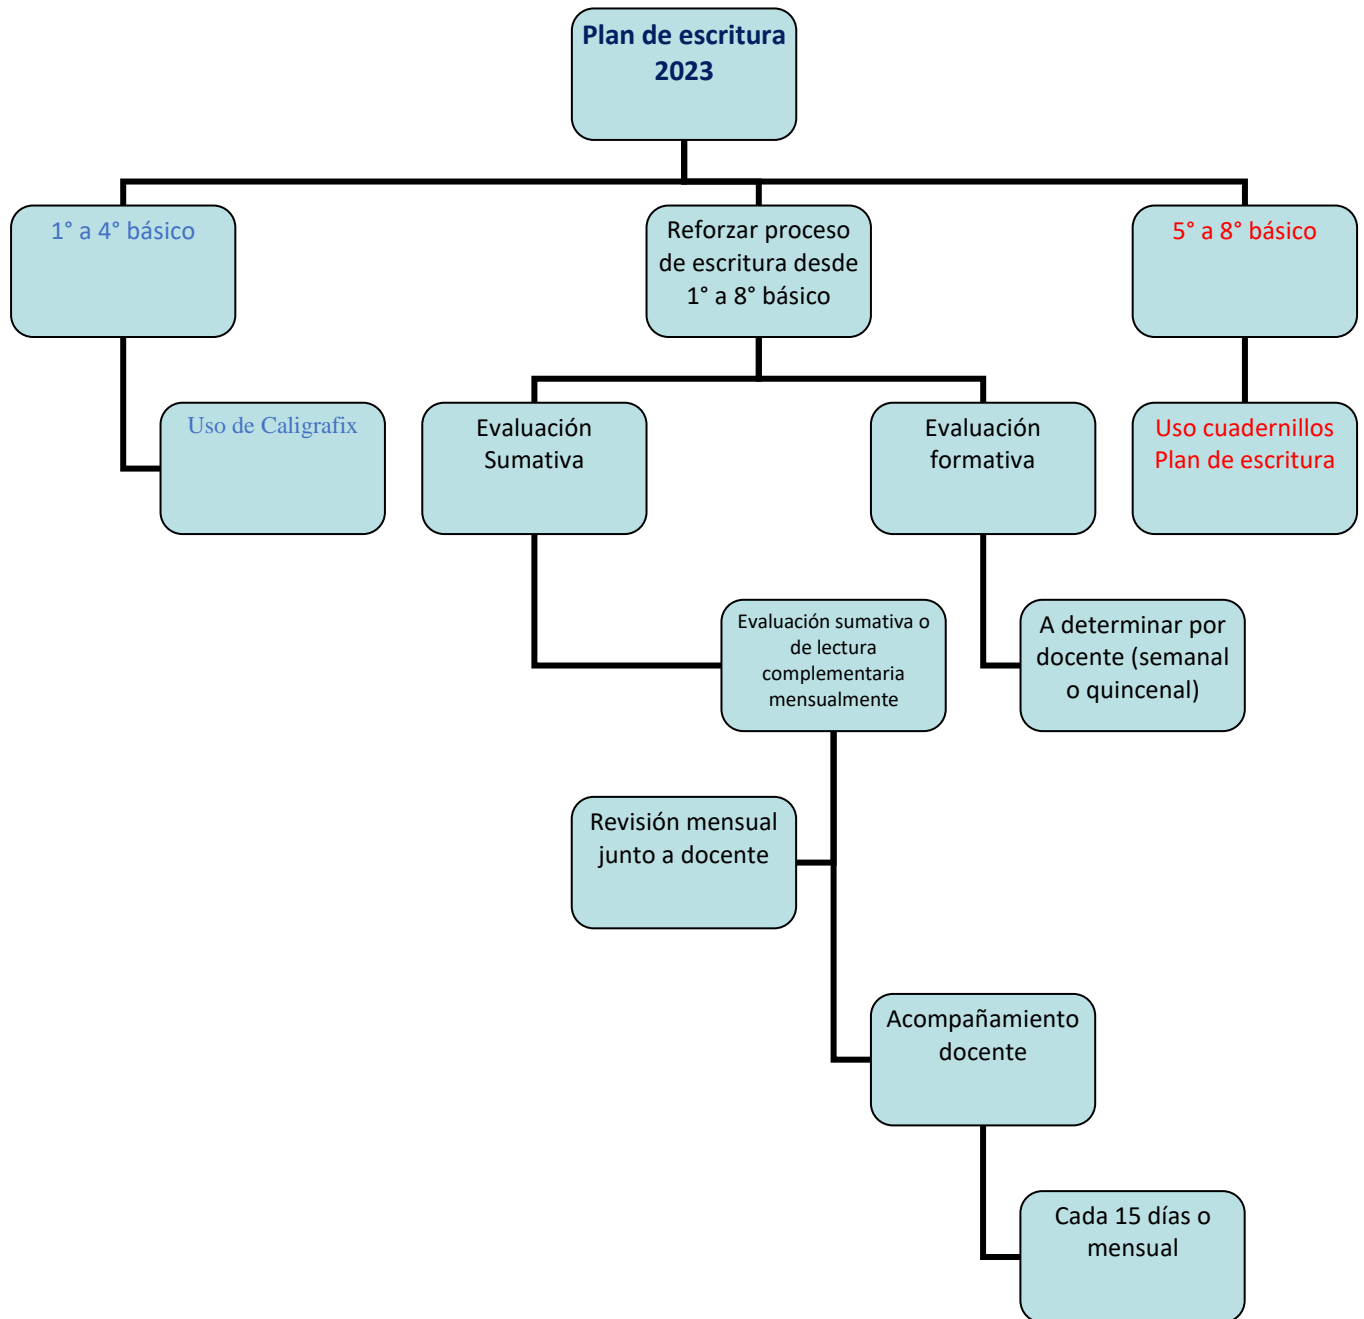 Plan de escritura
2023
1° a 4° básico
Reforzar proceso
de escritura desde
1° a 8° básico
5° a 8° básico
Uso de Caligrafix
Evaluación
Sumativa
Evaluación
formativa
Uso cuadernillos
Plan de escritura
Evaluación sumativa o
de lectura
complementaria
mensualmente
A determinar por
docente (semanal
o quincenal)
Revisión mensual
junto a docente
Acompañamiento
docente
Cada 15 días o
mensual